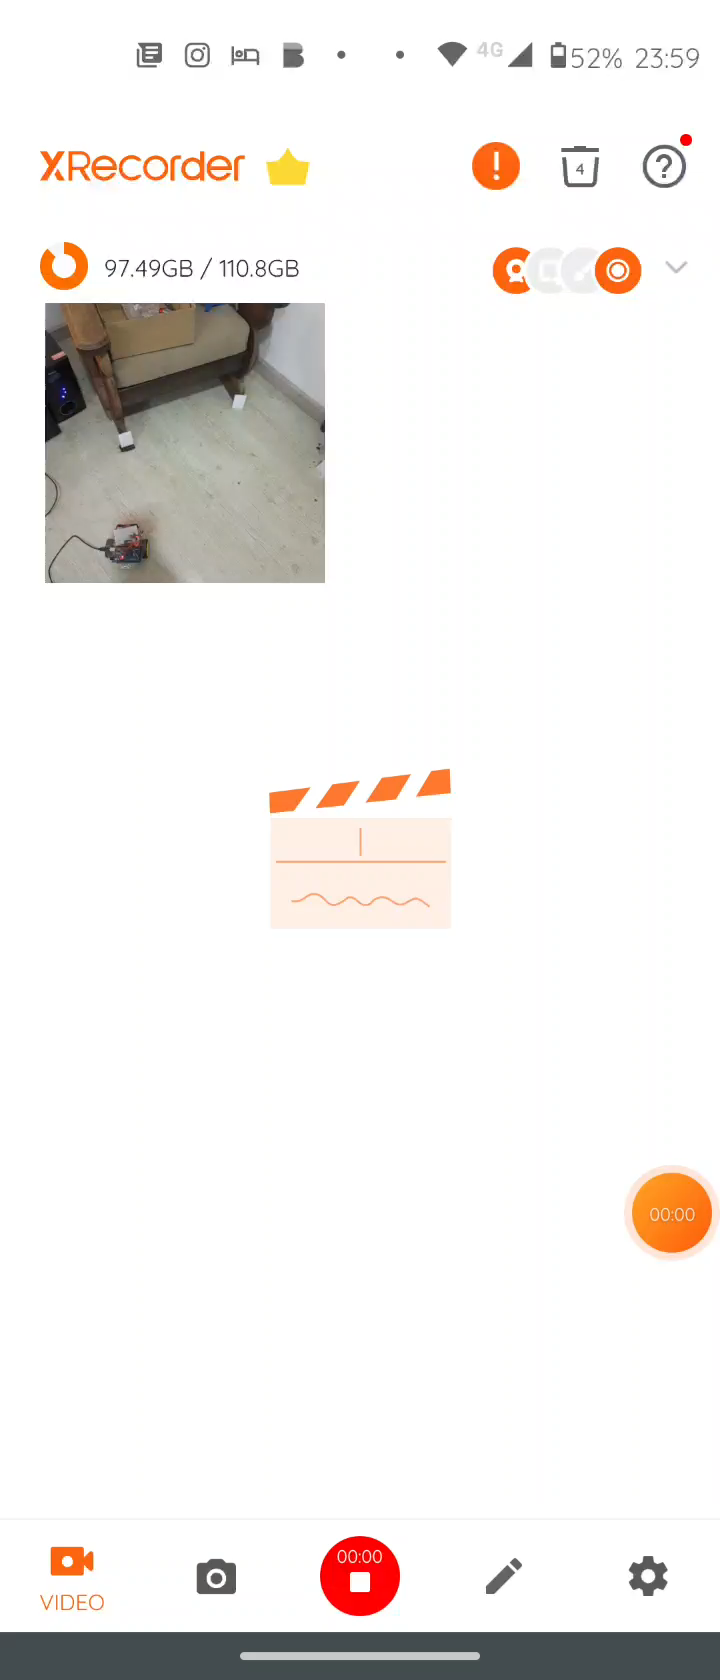 4G 52% 23:59
XRecorder
4
97.49GB / 110.8GB
00:00
00:00
VIDEO